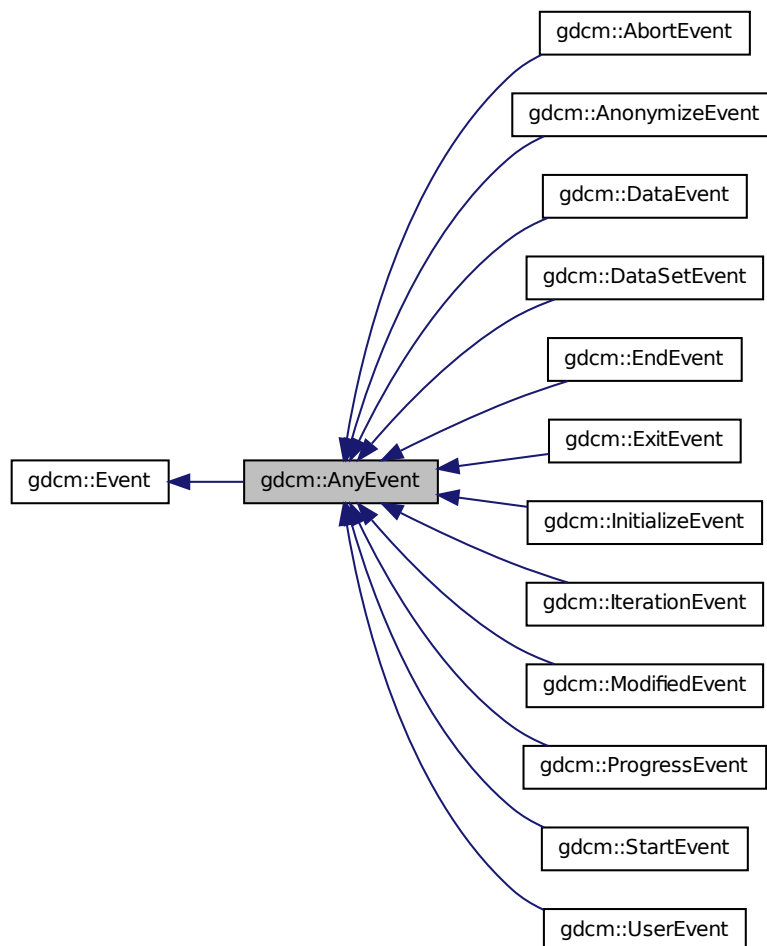 gdcm::AbortEvent
gdcm::AnonymizeEvent
gdcm::DataEvent
gdcm::DataSetEvent
gdcm::EndEvent
gdcm::ExitEvent
gdcm::Event
gdcm::AnyEvent
gdcm::InitializeEvent
gdcm::IterationEvent
gdcm::ModifiedEvent
gdcm::ProgressEvent
gdcm::StartEvent
gdcm::UserEvent